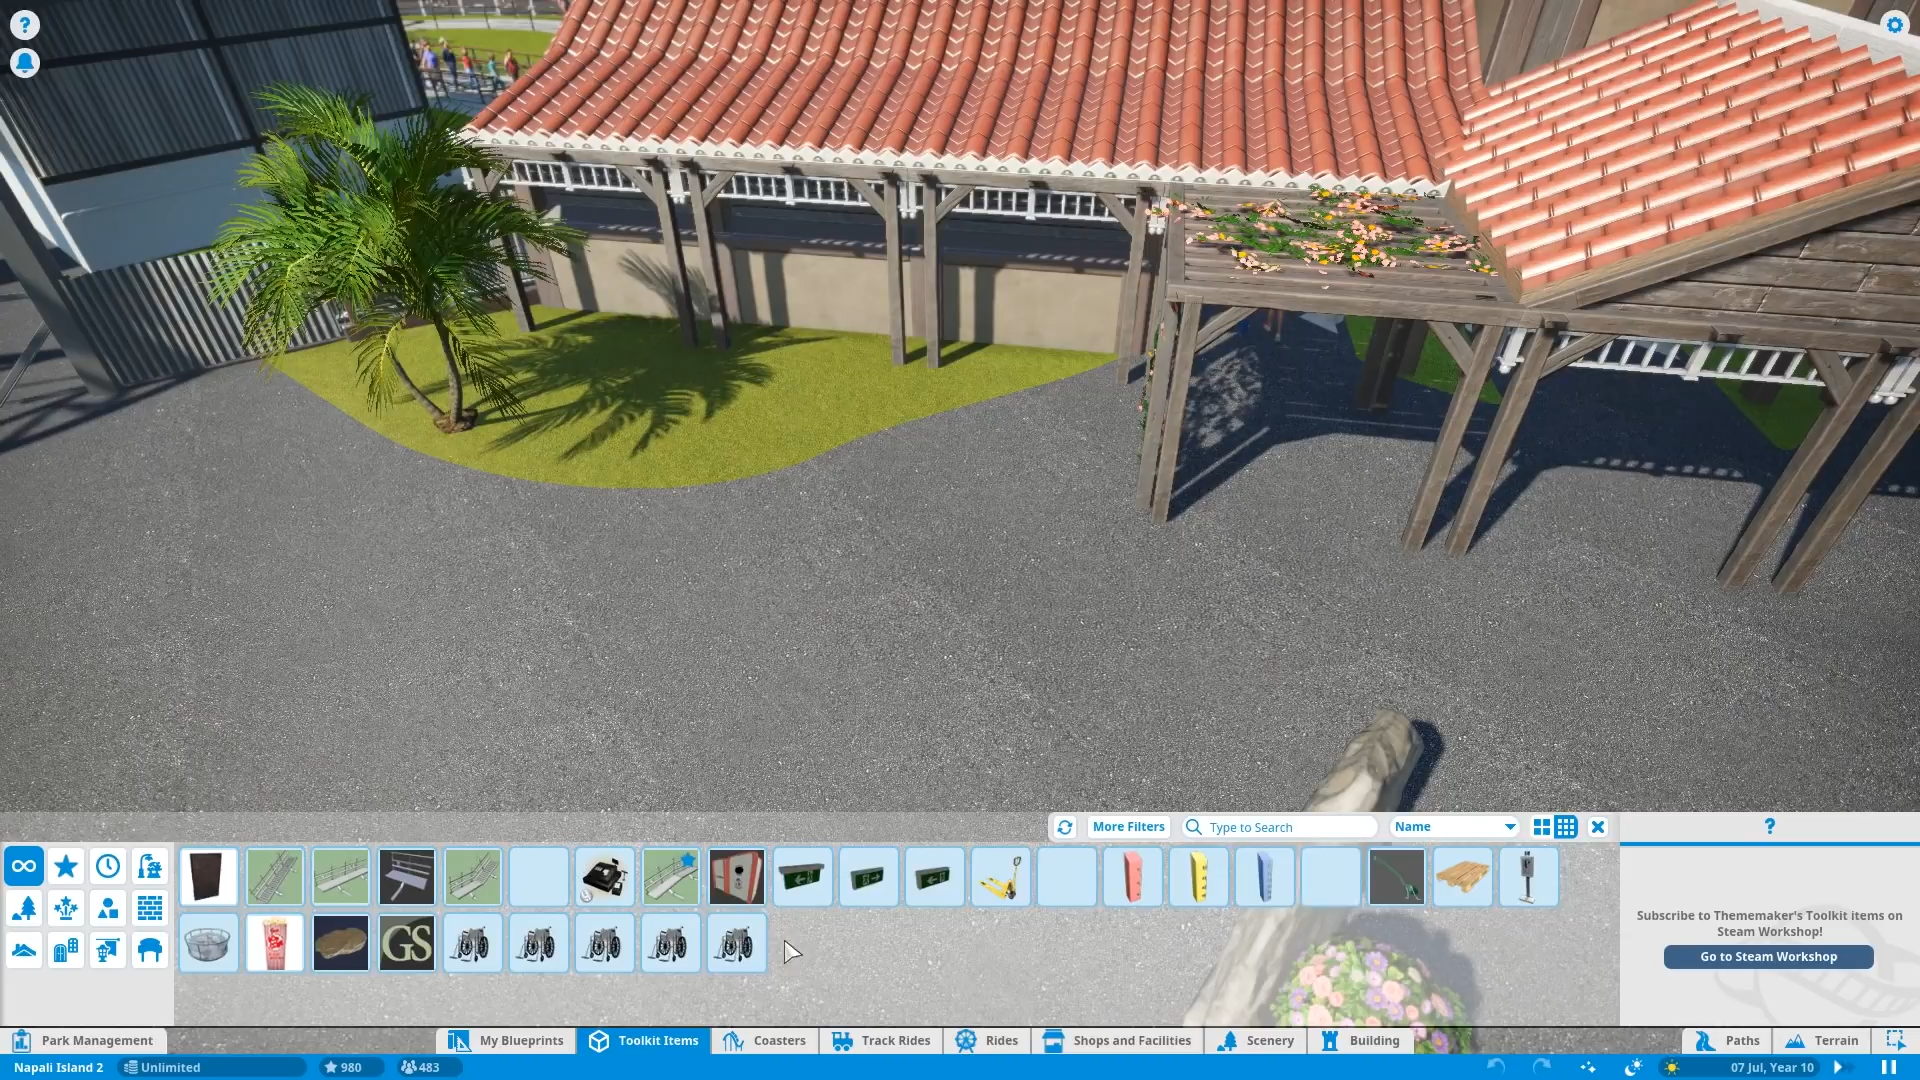 ?
More Filters
Type to Search
Name
?
GS
Subscribe to Thememaker's Toolkit items on
Steam Workshop!
Go to Steam Workshop
Park Management
My Blueprints
Toolkit Items
Coasters
Track Rides
Rides
Shops and Facilities
Scenery
Building
Paths
Terrain
Napali Island 2
Unlimited
980
483
07 Jul, Year 10